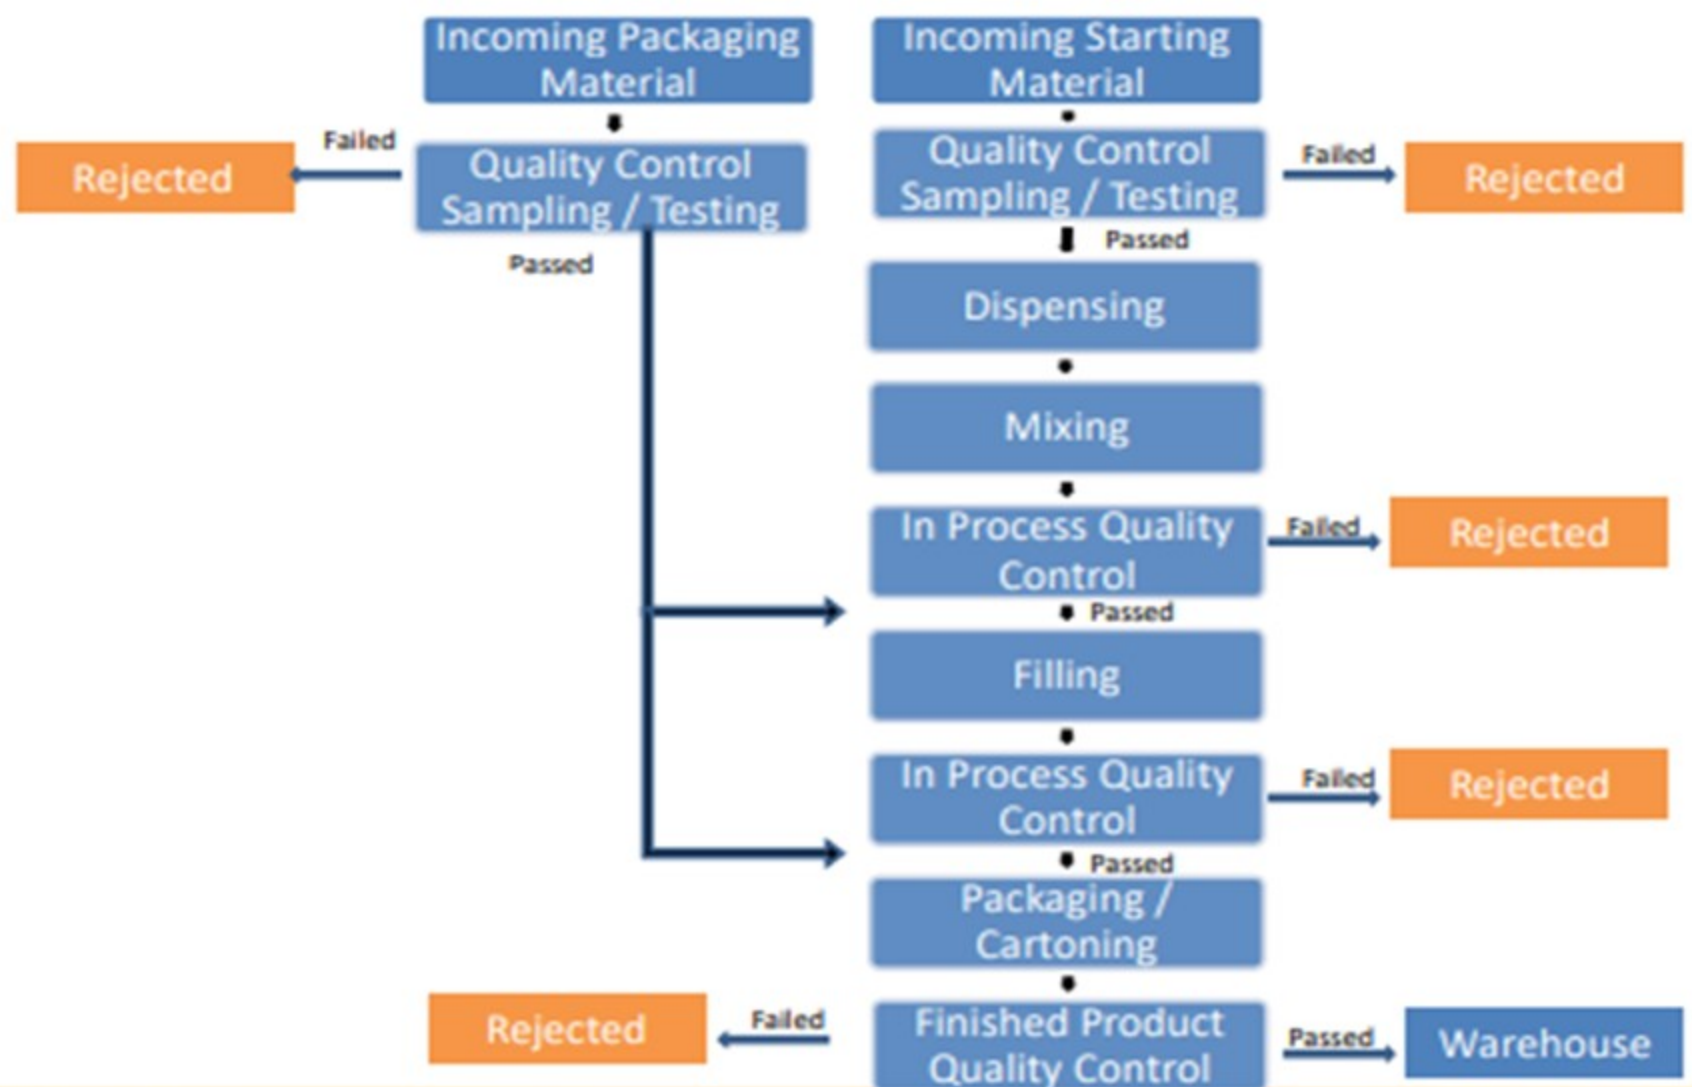 Incoming Packaging
Material
Incoming Starting
Material
Rejected
Failed
Quality Control
Sampling / Testing
Quality Control
Sampling / Testing
Failed
Rejected
Passed
Passed
Dispensing
Mixing
In Process Quality
Control
Failed
Rejected
Passed
Filling
In Process Quality
Control
Failed
Rejected
Passed
Packaging /
Cartoning
Rejected
Failed
Finished Product
Quality Control
Passed
Warehouse